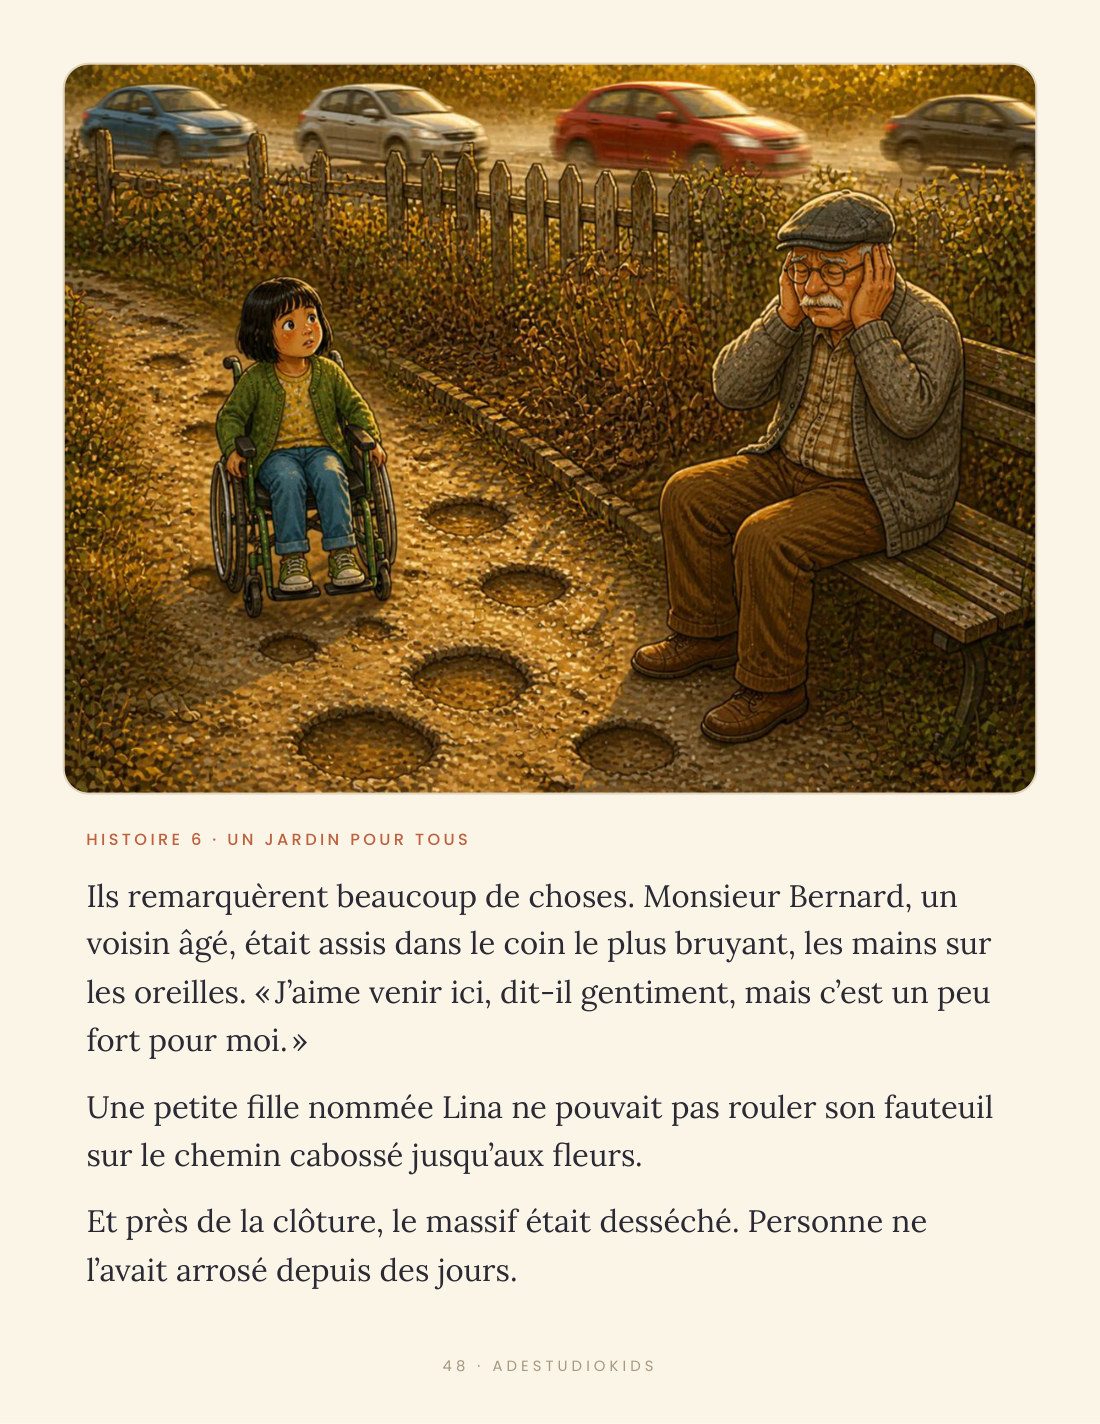 HISTOIRE 6 · UN JARDIN POUR TOUS
Ils remarquèrent beaucoup de choses. Monsieur Bernard, un
voisin âgé, était assis dans le coin le plus bruyant, les mains sur
les oreilles. « J’aime venir ici, dit-il gentiment, mais c’est un peu
fort pour moi. »
Une petite fille nommée Lina ne pouvait pas rouler son fauteuil
sur le chemin cabossé jusqu’aux fleurs.
Et près de la clôture, le massif était desséché. Personne ne
l’avait arrosé depuis des jours.
48 · ADESTUDIOKIDS